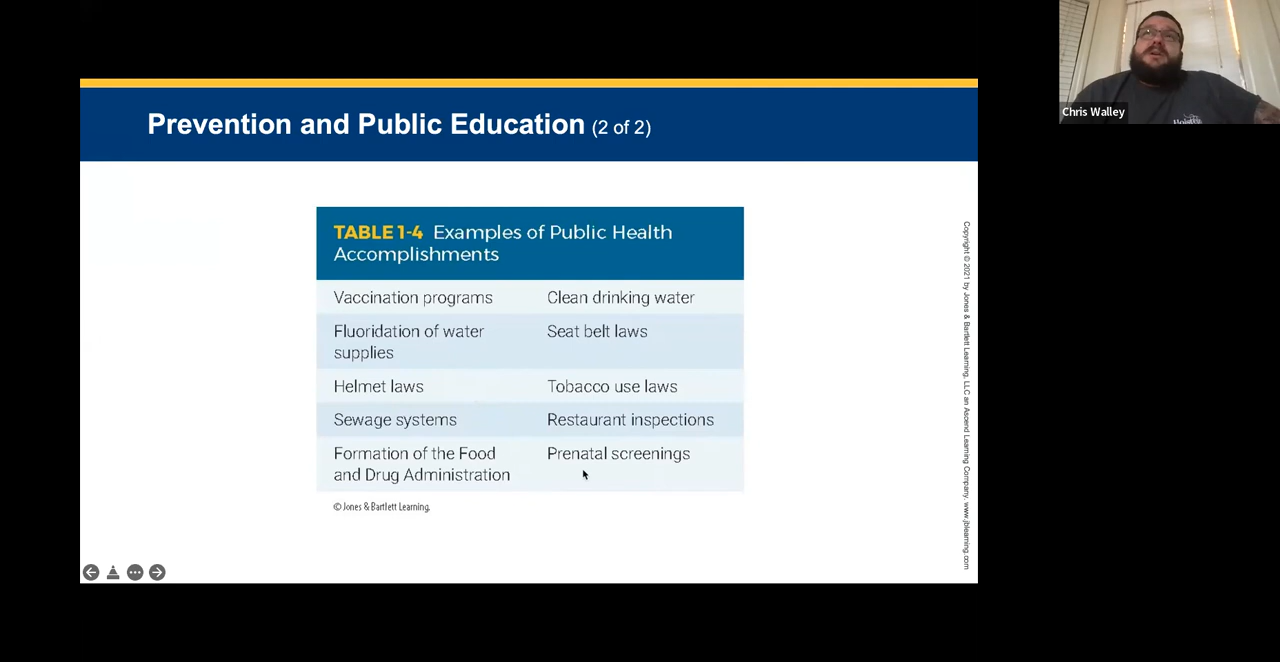 Prevention and Public Education (2 of 2)
TABLE 1-4 Examples of Public Health
Accomplishments
Vaccination programs Clean drinking water
Fluoridation of water Seat belt laws
supplies
Helmet laws Tobacco use laws
Sewage systems Restaurant inspections
Formation of the Food Prenatal screenings
and Drug Administration
© Jones & Bartlett Learning.
Copyright © 2021 by Jones & Bartlett Learning, LLC an Ascend Learning Company. www.jblearning.com
Chris Walley